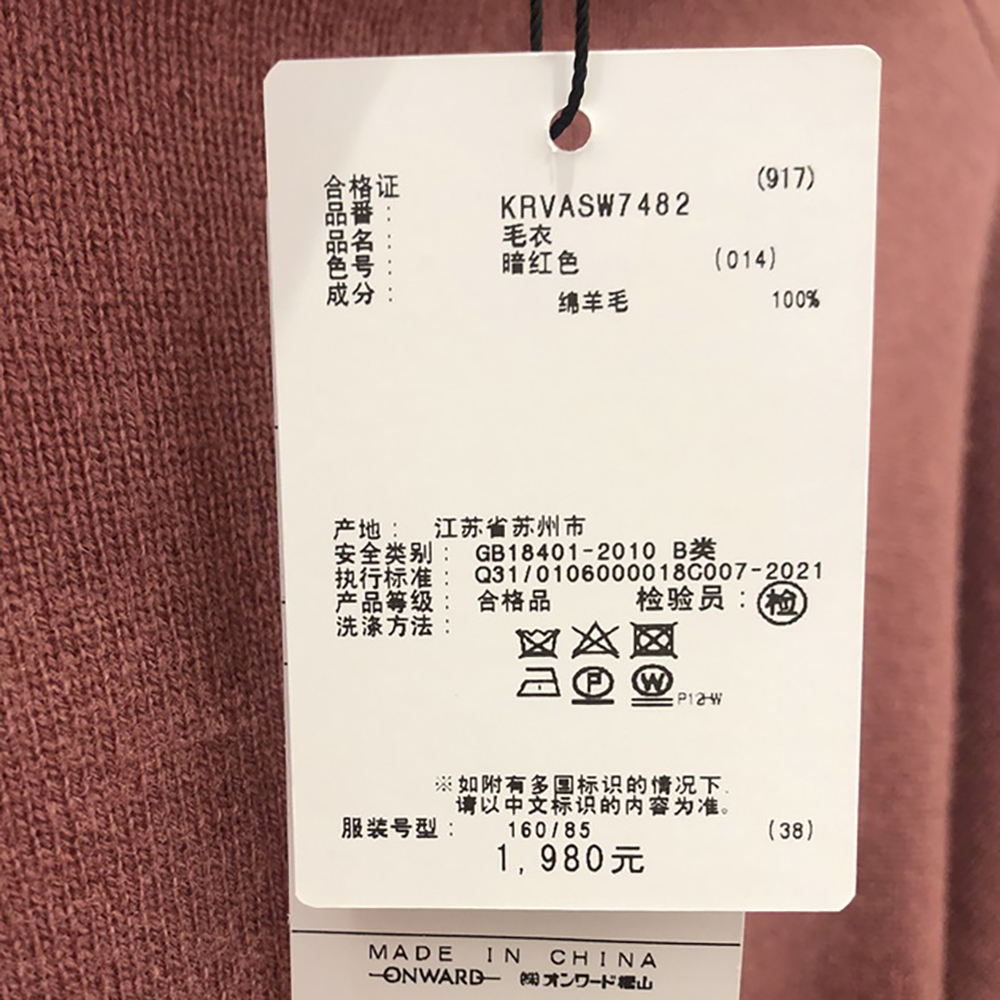 (917)
合格证
品番： KRVASW7482
品名： 毛衣
色号： 暗红色 (014)
成分： 绵羊毛 100%
产地： 江苏省苏州市
安全类别： GB18401-2010 B类
执行标准： Q31/0106000018C007-2021
产品等级： 合格品 检验员：检
洗涤方法：
P
W
※如附有多国标识的情况下.
请以中文标识的内容为准。
服装号型： 160/85 (38)
1,980元
MADE IN CHINA
ONWARD ㈱オンワード樫山